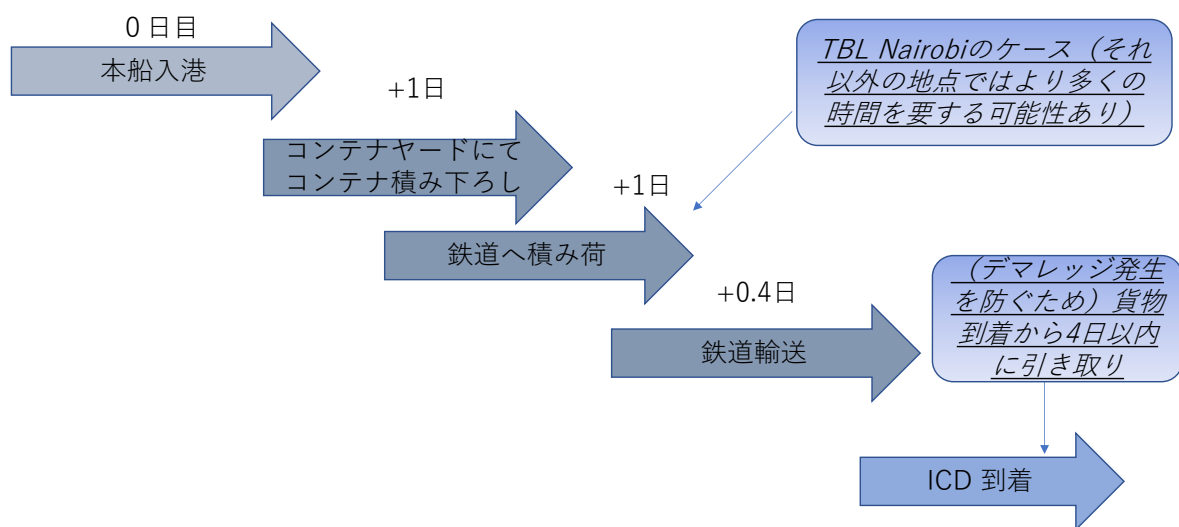 0 日目
本船入港
TBL Nairobiのケース（それ
以外の地点ではより多くの
時間を要する可能性あり）
+1日
コンテナヤードにて
コンテナ積み下ろし
+1日
鉄道へ積み荷
+0.4日
鉄道輸送
（デマレッジ発生
を防ぐため）貨物
到着から4日以内
に引き取り
ICD 到着